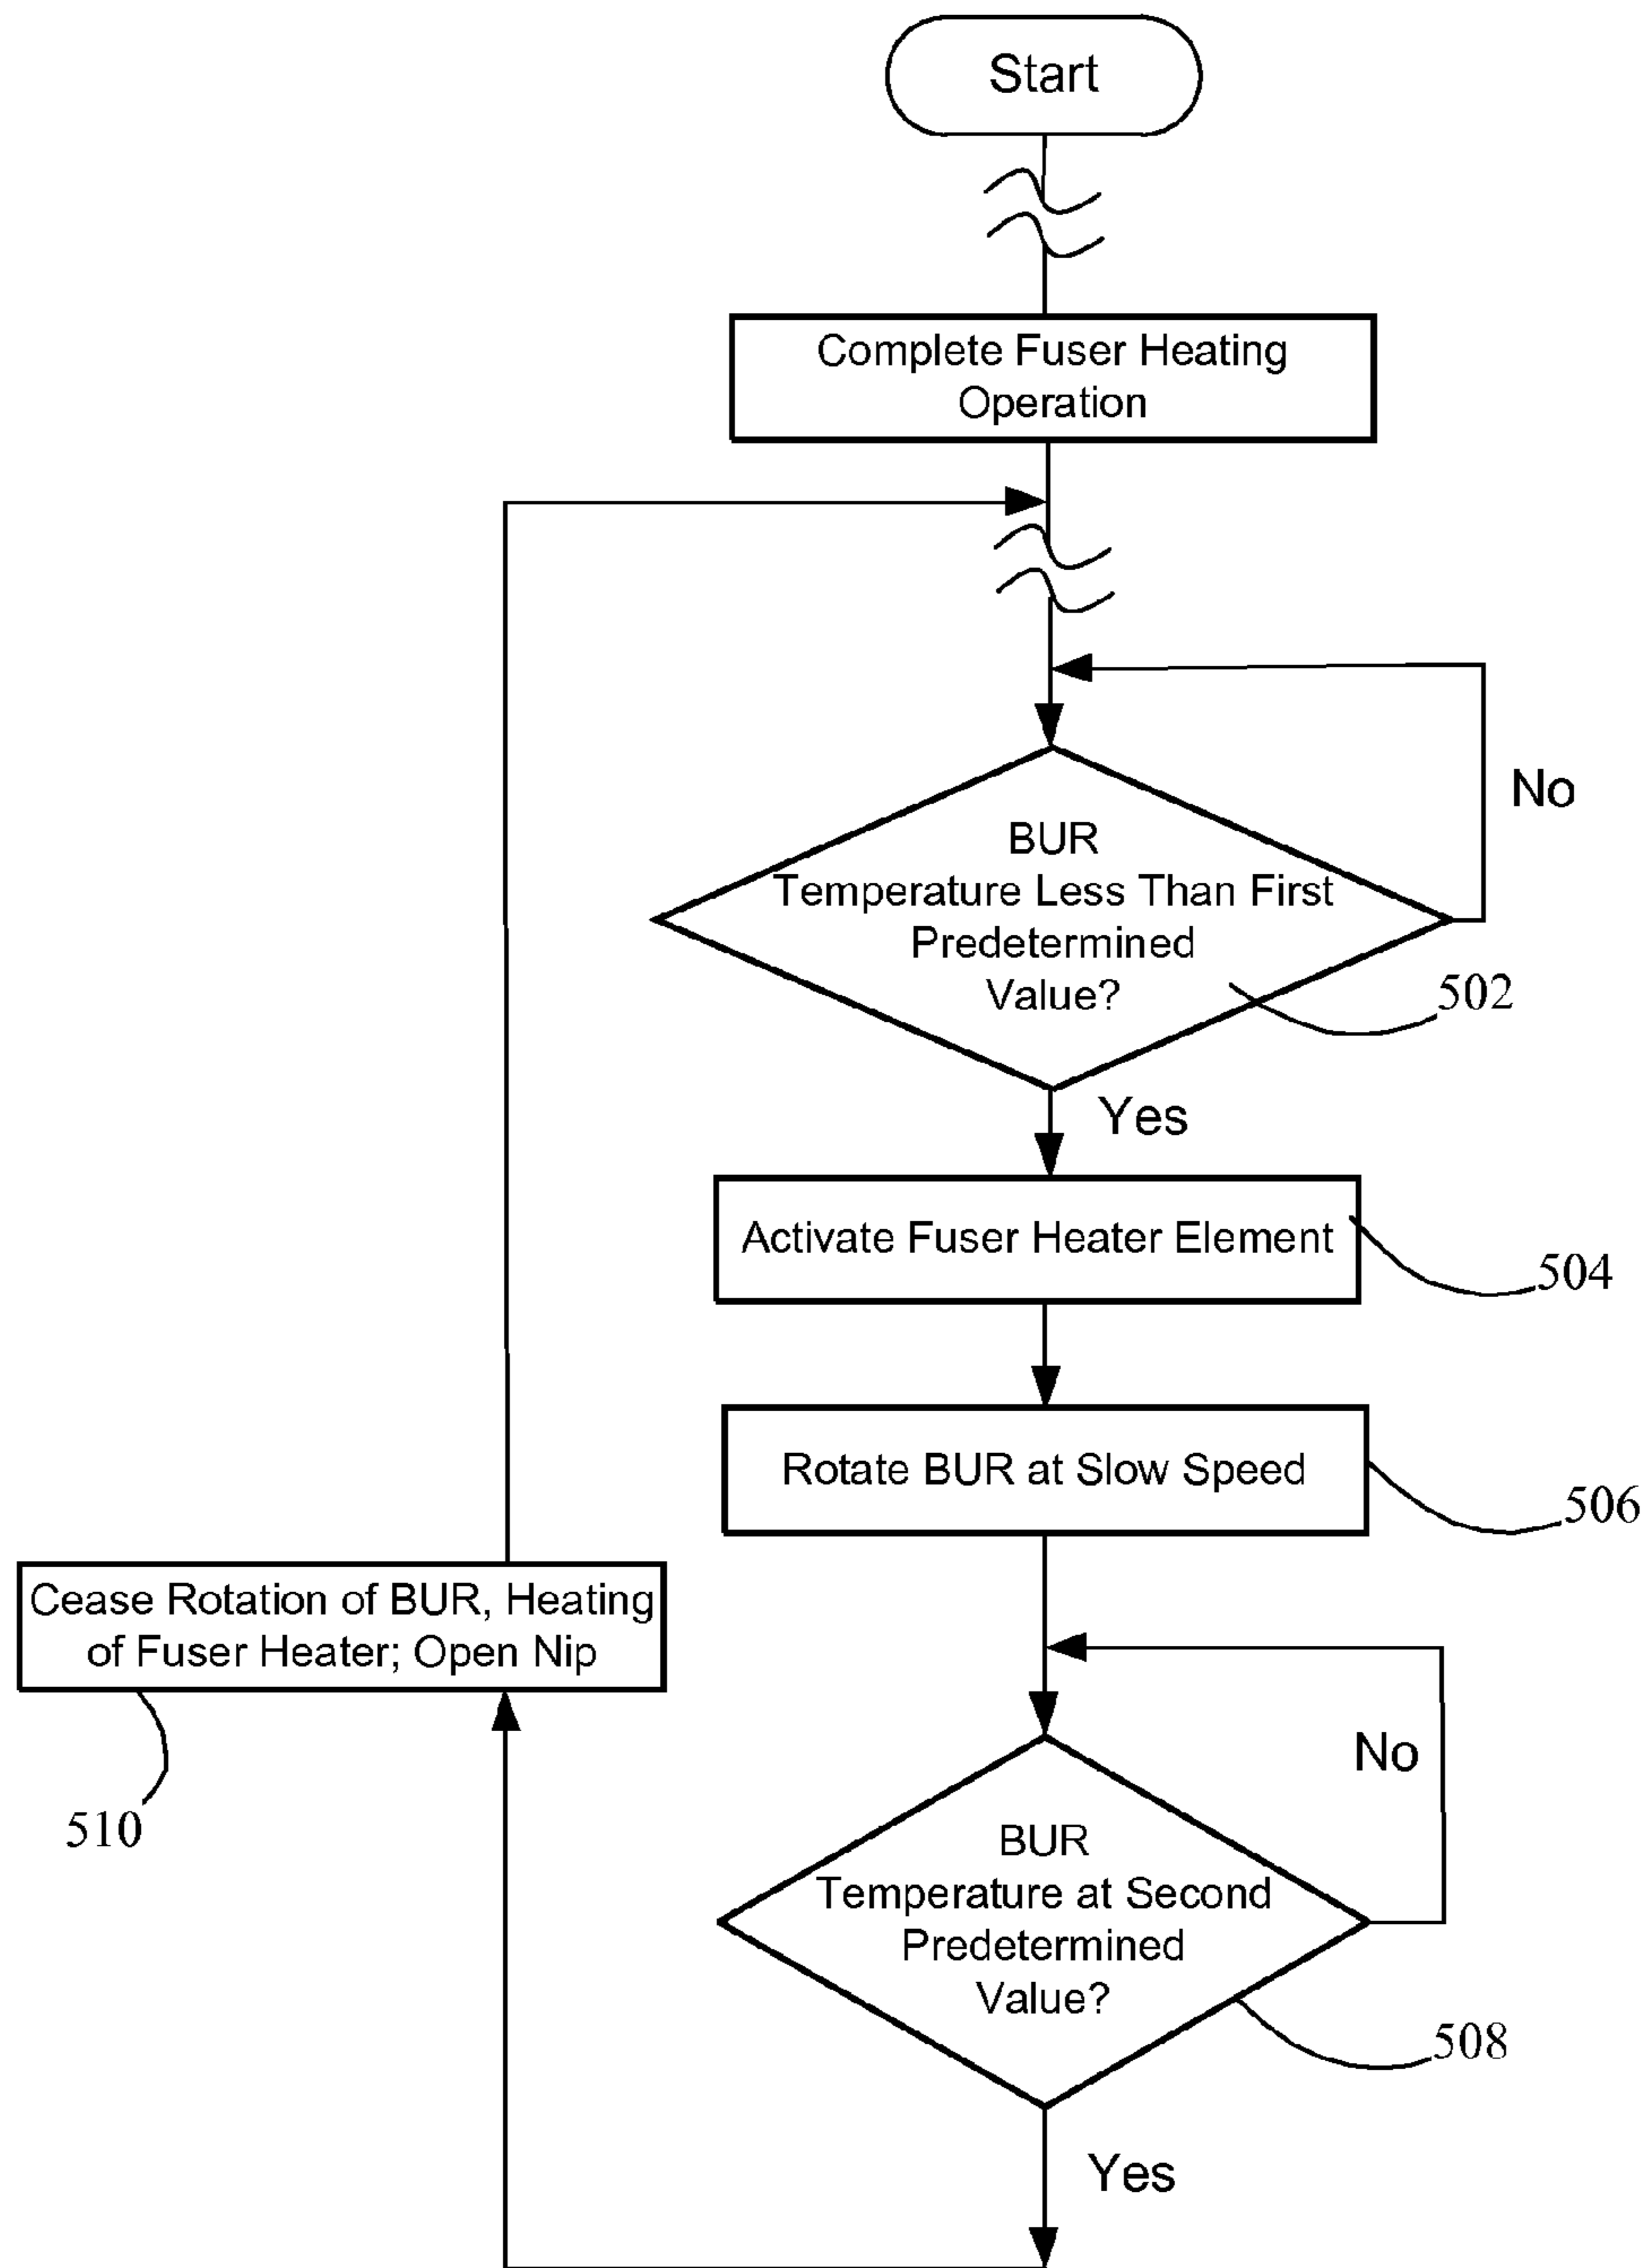 Start
Complete Fuser Heating
Operation
No
BUR
Temperature Less Than First
Predetermined
Value?
502
Yes
Activate Fuser Heater Element
504
Rotate BUR at Slow Speed
506
Cease Rotation of BUR, Heating
of Fuser Heater; Open Nip
510
No
BUR
Temperature at Second
Predetermined
Value?
508
Yes